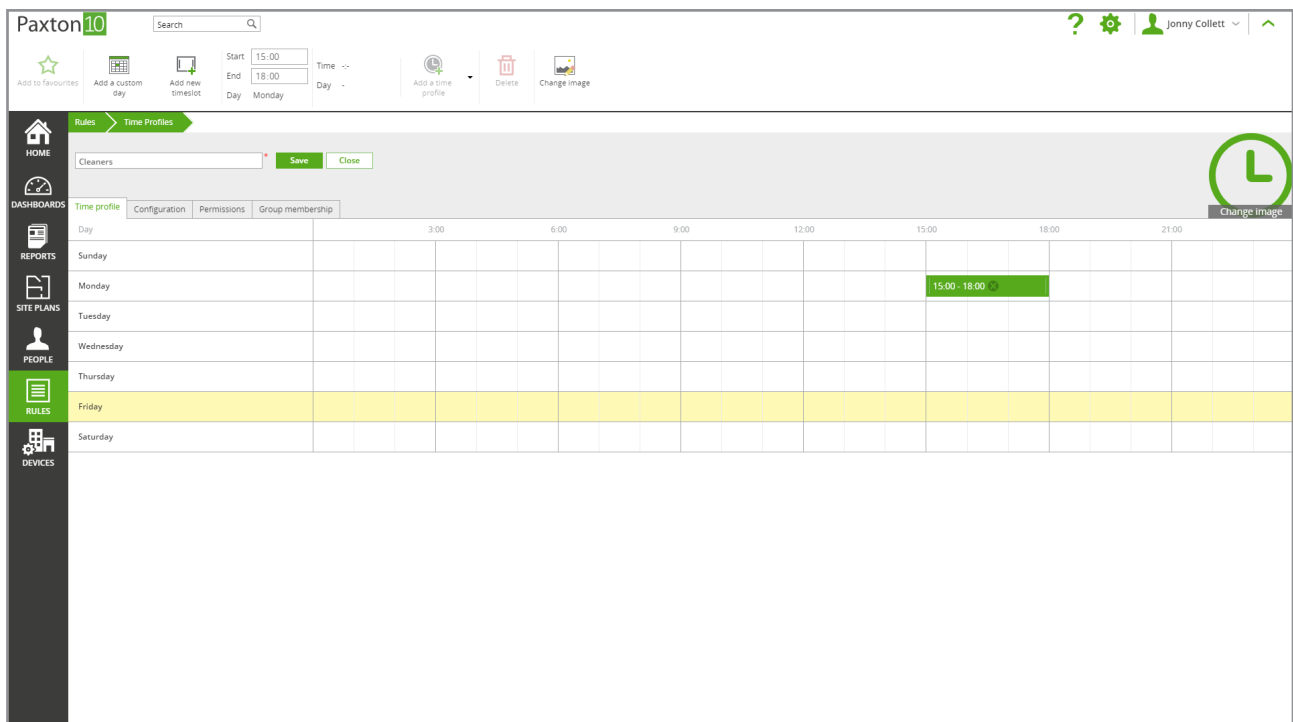 Paxton10
Search
Jonny Collett
Add to favourites
Add a custom day
Add new timeslot
Start 15:00
End 18:00
Day Monday
Time -:-
Day -
Add a time profile
Delete
Change image
HOME
DASHBOARDS
REPORTS
SITE PLANS
PEOPLE
RULES
DEVICES
Rules Time Profiles
Cleaners * Save Close
Change image
Time profile Configuration Permissions Group membership
Day 3:00 6:00 9:00 12:00 15:00 18:00 21:00
Sunday
Monday 15:00 - 18:00
Tuesday
Wednesday
Thursday
Friday
Saturday